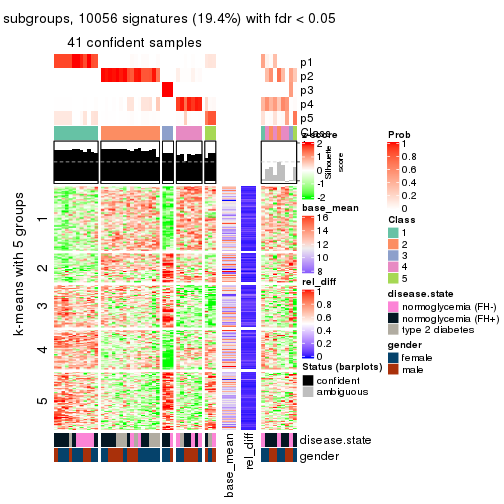 subgroups, 10056 signatures (19.4%) with fdr < 0.05
41 confident samples
p1
p2
p3
p4
p5
Class
Silhouette
score
k-means with 5 groups
1
2
3
4
5
base_mean
rel_diff
disease.state
gender
z-score
2
1
0
-1
-2
base_mean
16
14
12
10
8
rel_diff
1
0.8
0.6
0.4
0.2
0
Status (barplots)
confident
ambiguous
Prob
1
0.8
0.6
0.4
0.2
0
Class
1
2
3
4
5
disease.state
normoglycemia (FH-)
normoglycemia (FH+)
type 2 diabetes
gender
female
male